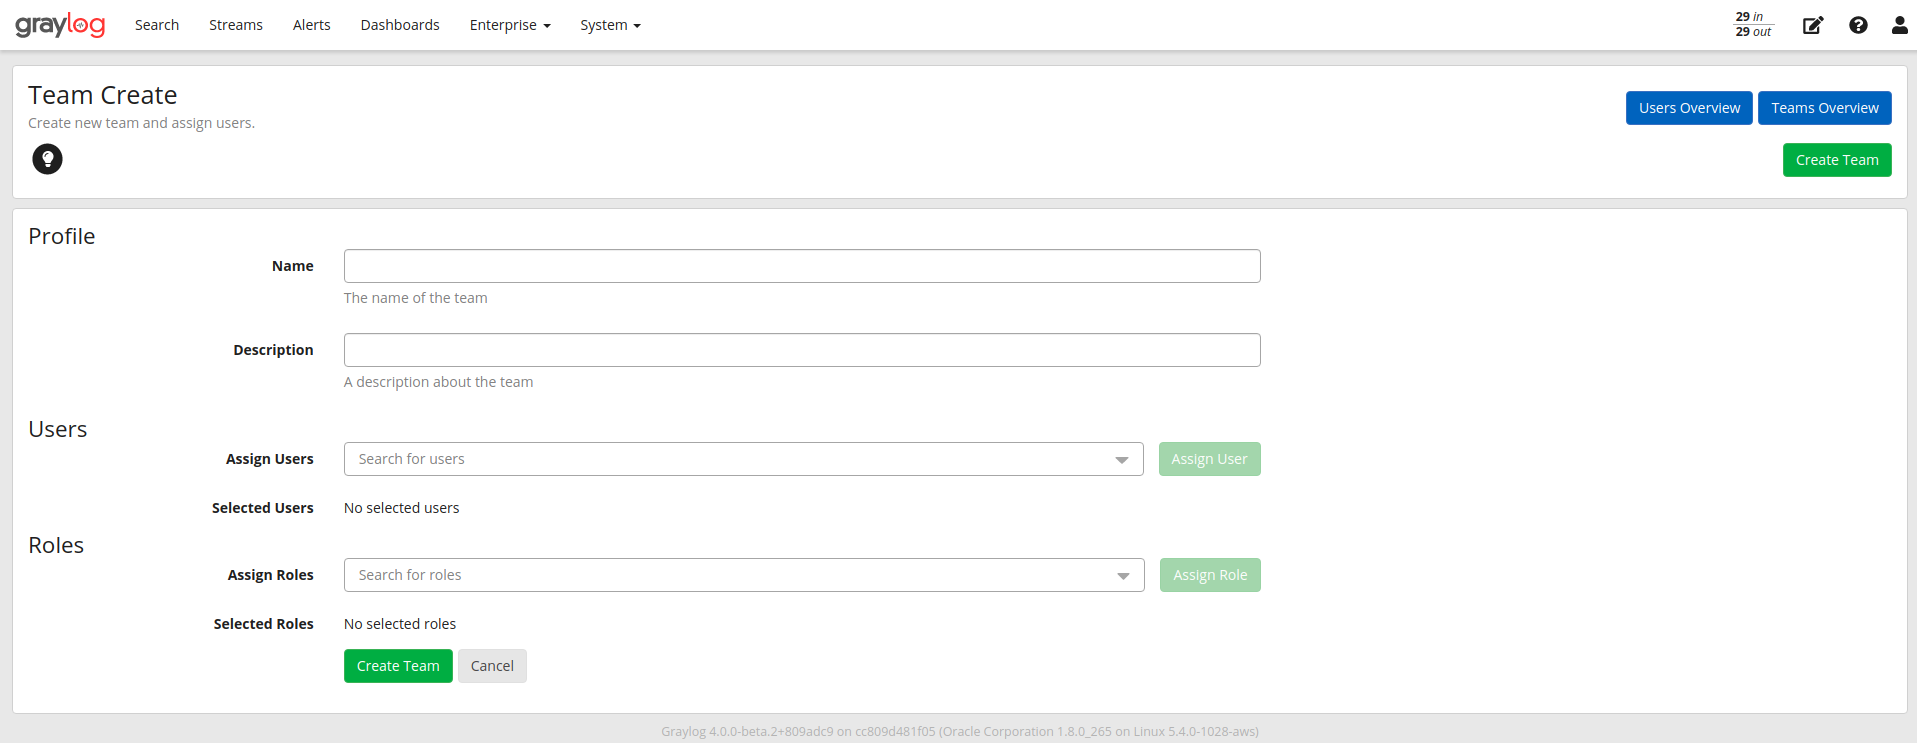 graylog Search Streams Alerts Dashboards Enterprise System 29 in
29 out
Team Create
Create new team and assign users.
Users Overview Teams Overview
Create Team
Profile
Name
The name of the team
Description
A description about the team
Users
Assign Users Search for users Assign User
Selected Users No selected users
Roles
Assign Roles Search for roles Assign Role
Selected Roles No selected roles
Create Team Cancel
Graylog 4.0.0-beta.2+809adc9 on cc809d481f05 (Oracle Corporation 1.8.0_265 on Linux 5.4.0-1028-aws)